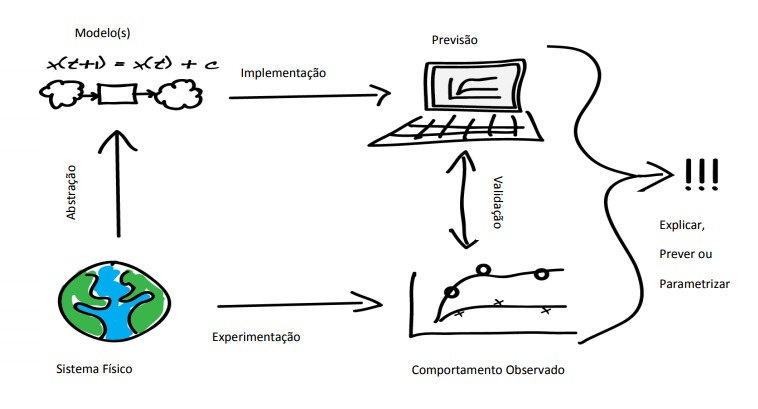 Modelo(s)
x(t+1) = x(t) + c
Implementação
Previsão
Abstração
Validação
!!!
Explicar,
Prever ou
Parametrizar
Experimentação
Sistema Físico
Comportamento Observado